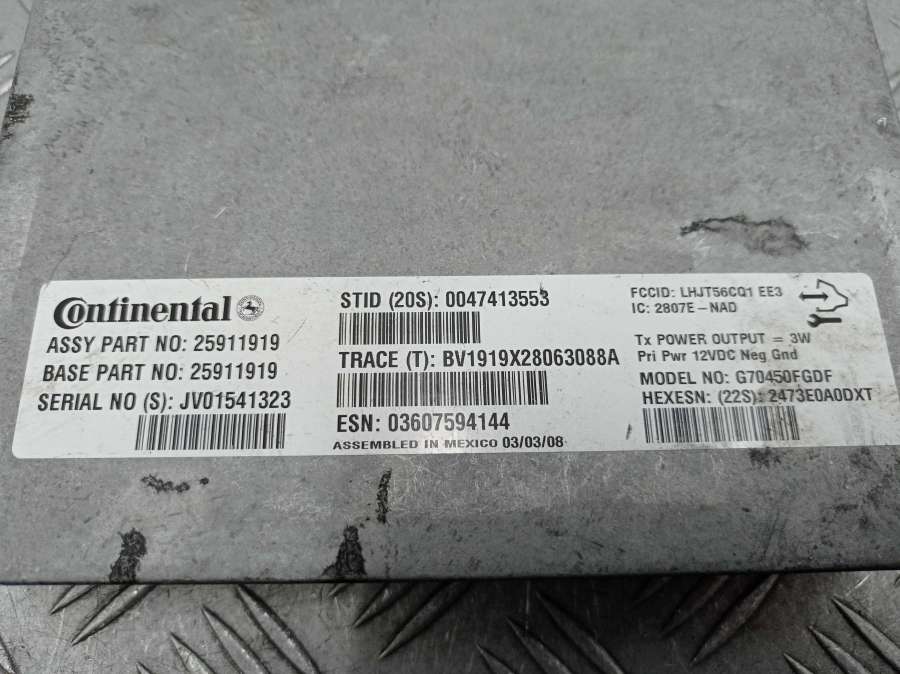 Continental
ASSY PART NO: 25911919
BASE PART NO: 25911919
SERIAL NO (S): JV01541323
STID (20S): 0047413553
TRACE (T): BV1919X28063088A
ESN: 03607594144
ASSEMBLED IN MEXICO 03/03/08
FCCID: LHJT56CQ1 EE3
IC: 2807E-NAD
Tx POWER OUTPUT = 3W
Pri Pwr 12VDC Neg Gnd
MODEL NO: G70450FGDF
HEXESN: (22S): 2473E0A0DXT